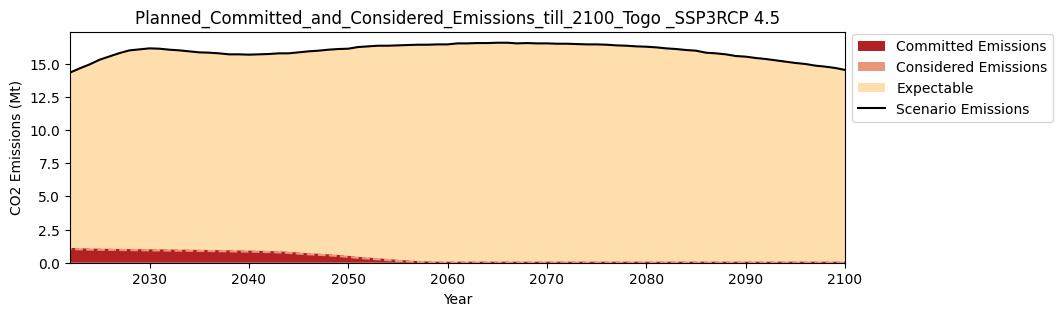 Planned_Committed_and_Considered_Emissions_till_2100_Togo _SSP3RCP 4.5
Committed Emissions
Considered Emissions
Expectable
Scenario Emissions
CO2 Emissions (Mt)
15.0
12.5
10.0
7.5
5.0
2.5
0.0
2030 2040 2050 2060 2070 2080 2090 2100
Year